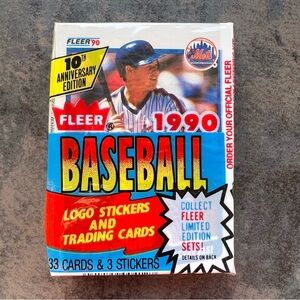 FLEER '90
10TH
ANNIVERSARY
EDITION
Mets
FLEER
1990
BASEBALL
LOGO STICKERS
AND
TRADING CARDS
COLLECT
FLEER
LIMITED
EDITION
SETS!
DETAILS ON BACK
33 CARDS & 3 STICKERS
ORDER YOUR OFFICIAL FLEER